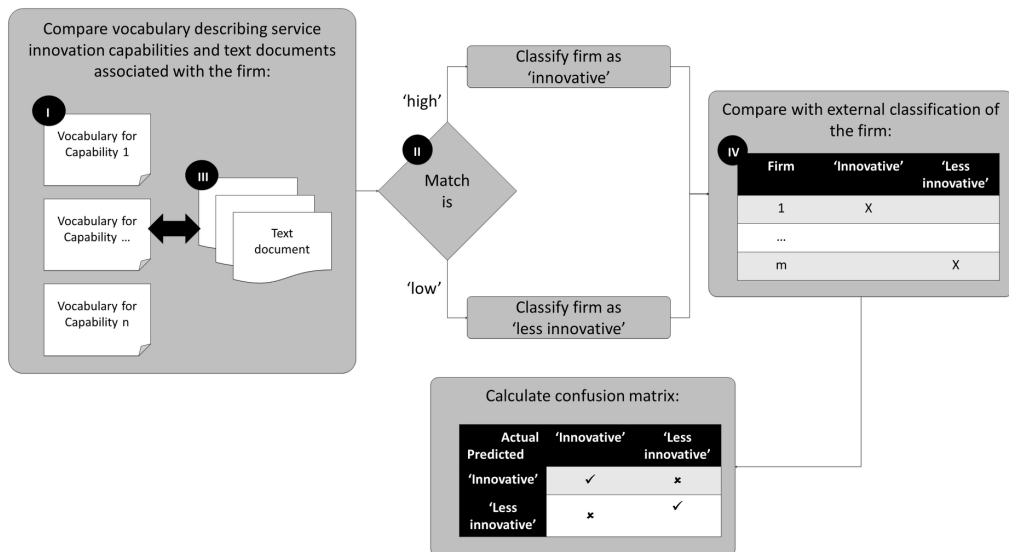 Compare vocabulary describing service
innovation capabilities and text documents
associated with the firm:
I
Vocabulary for
Capability 1
Vocabulary for
Capability ...
Vocabulary for
Capability n
III
Text
document
II
Match
is
'high'
'low'
Classify firm as
'innovative'
Classify firm as
'less innovative'
Compare with external classification of
the firm:
IV
Firm 'Innovative' 'Less
innovative'
1 X
...
m X
Calculate confusion matrix:
Actual 'Innovative' 'Less
Predicted innovative'
'Innovative' ✓ ✗
'Less
innovative' ✗ ✓